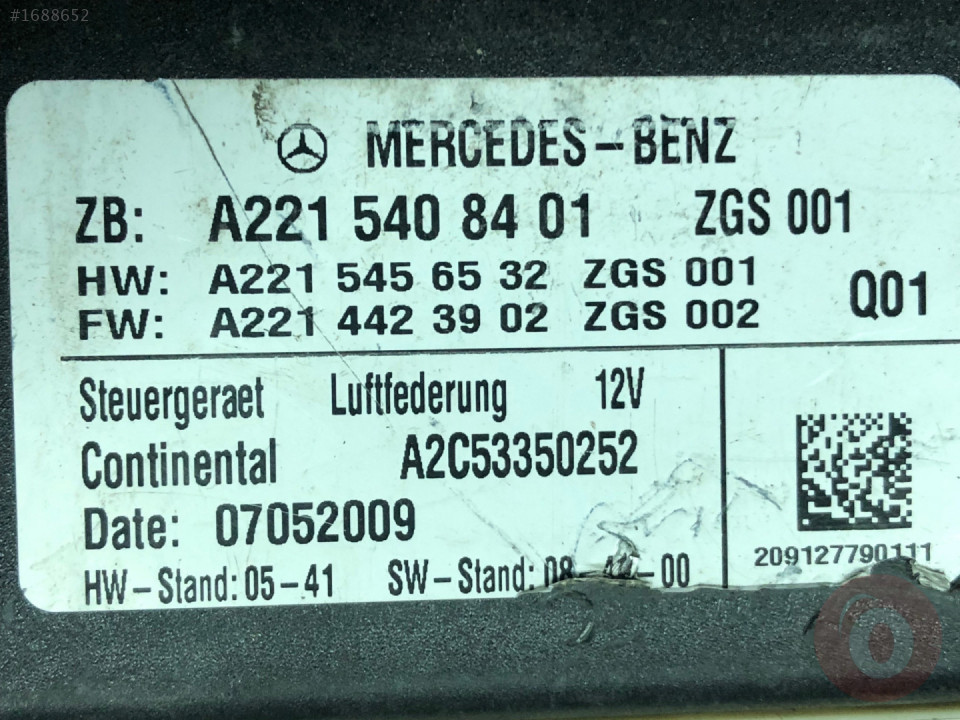 #1688652
MERCEDES-BENZ
ZB: A221 540 84 01 ZGS 001
HW: A221 545 65 32 ZGS 001
FW: A221 442 39 02 ZGS 002
Q01
Steuergeraet Luftfederung 12V
Continental A2C53350252
Date: 07052009
HW-Stand: 05-41 SW-Stand:
209127790111